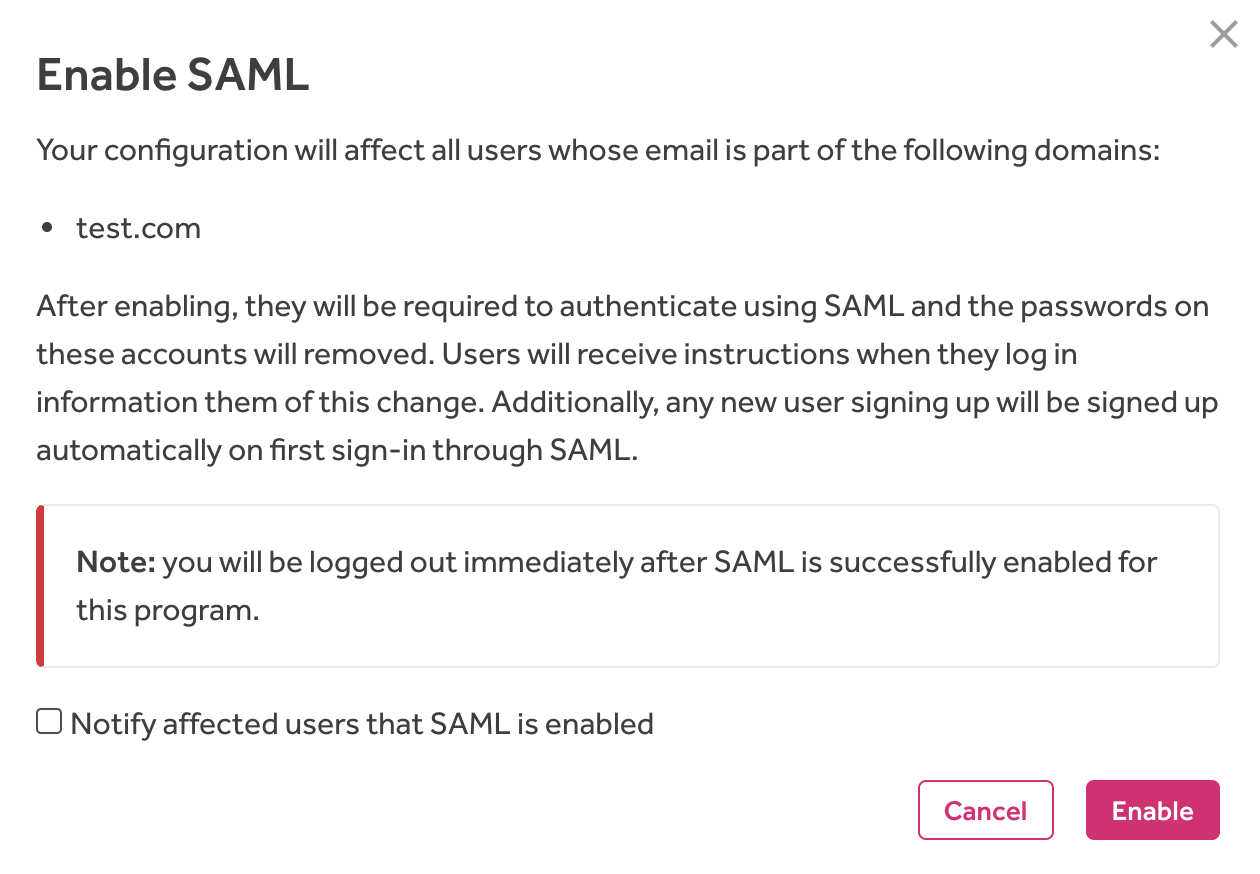 Enable SAML
Your configuration will affect all users whose email is part of the following domains:
• test.com
After enabling, they will be required to authenticate using SAML and the passwords on
these accounts will removed. Users will receive instructions when they log in
information them of this change. Additionally, any new user signing up will be signed up
automatically on first sign-in through SAML.
Note: you will be logged out immediately after SAML is successfully enabled for
this program.
Notify affected users that SAML is enabled
Cancel Enable